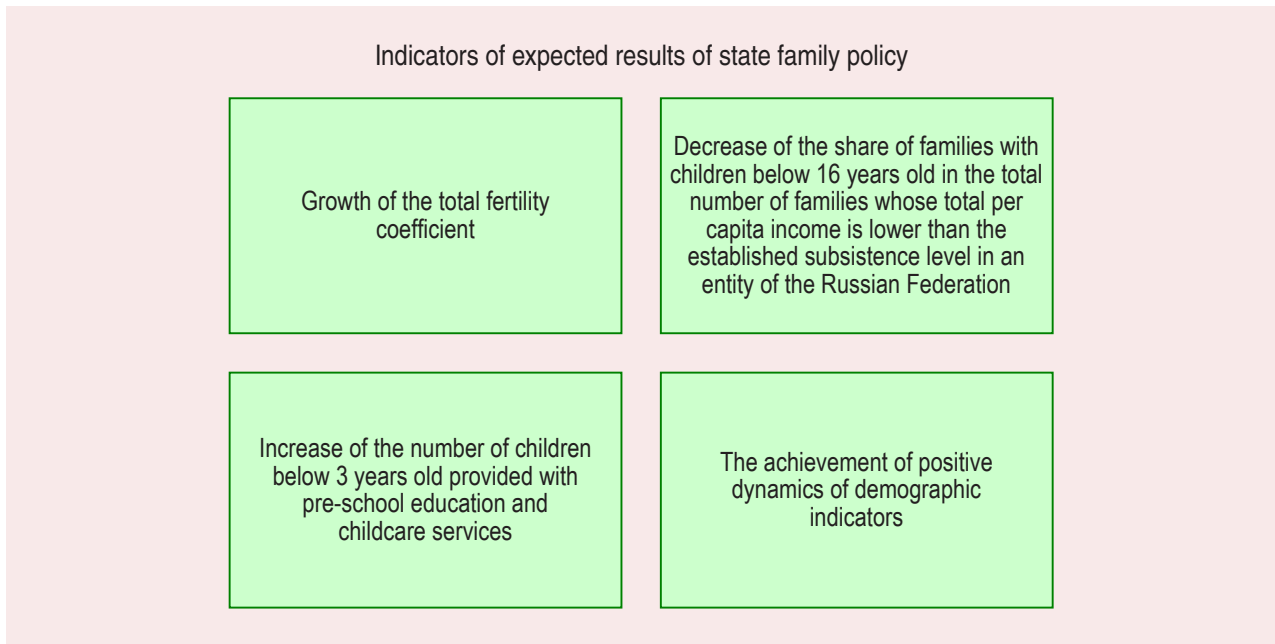 Indicators of expected results of state family policy
Growth of the total fertility
coefficient
Decrease of the share of families with
children below 16 years old in the total
number of families whose total per
capita income is lower than the
established subsistence level in an
entity of the Russian Federation
Increase of the number of children
below 3 years old provided with
pre-school education and
childcare services
The achievement of positive
dynamics of demographic
indicators